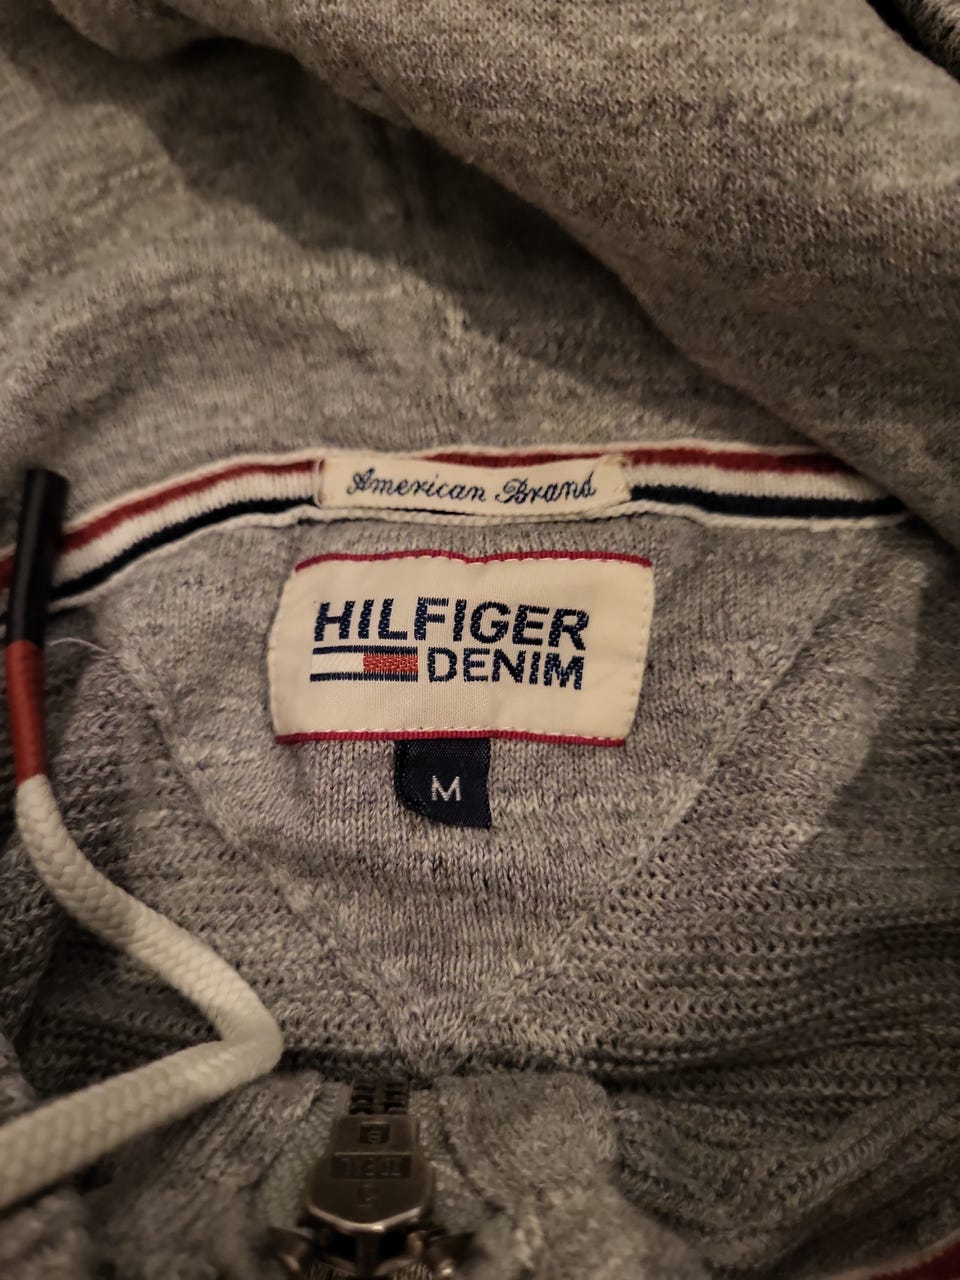 American Brand
HILFIGER
DENIM
M